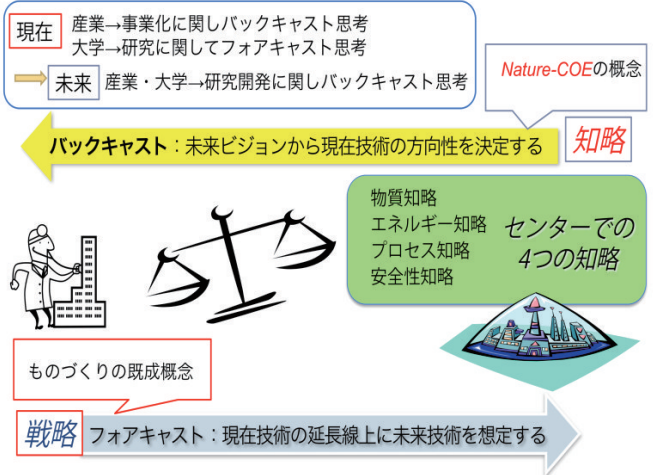 現在 産業→事業化に関しバックキャスト思考
大学→研究に関してフォアキャスト思考
未来 産業・大学→研究開発に関しバックキャスト思考
Nature-COEの概念
バックキャスト：未来ビジョンから現在技術の方向性を決定する
知略
物質知略
エネルギー知略
プロセス知略
安全性知略
センターでの
4つの知略
ものづくりの既成概念
戦略 フォアキャスト：現在技術の延長線上に未来技術を想定する